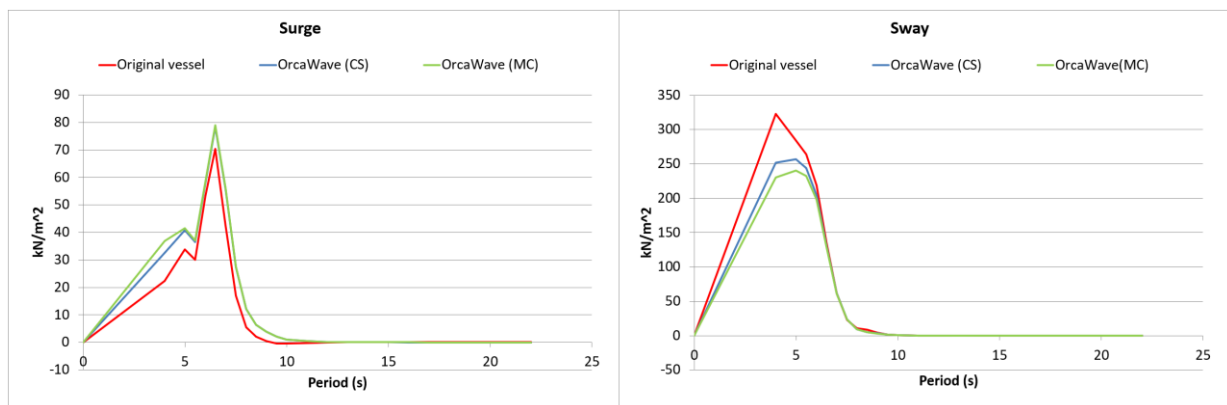 Surge
Original vessel OrcaWave (CS) OrcaWave (MC)
90
80
70
60
50
40
30
20
10
0
-10
kN/m^2
0 5 10 15 20 25
Period (s)
Sway
Original vessel OrcaWave (CS) OrcaWave(MC)
350
300
250
200
150
100
50
0
-50
kN/m^2
0 5 10 15 20 25
Period (s)